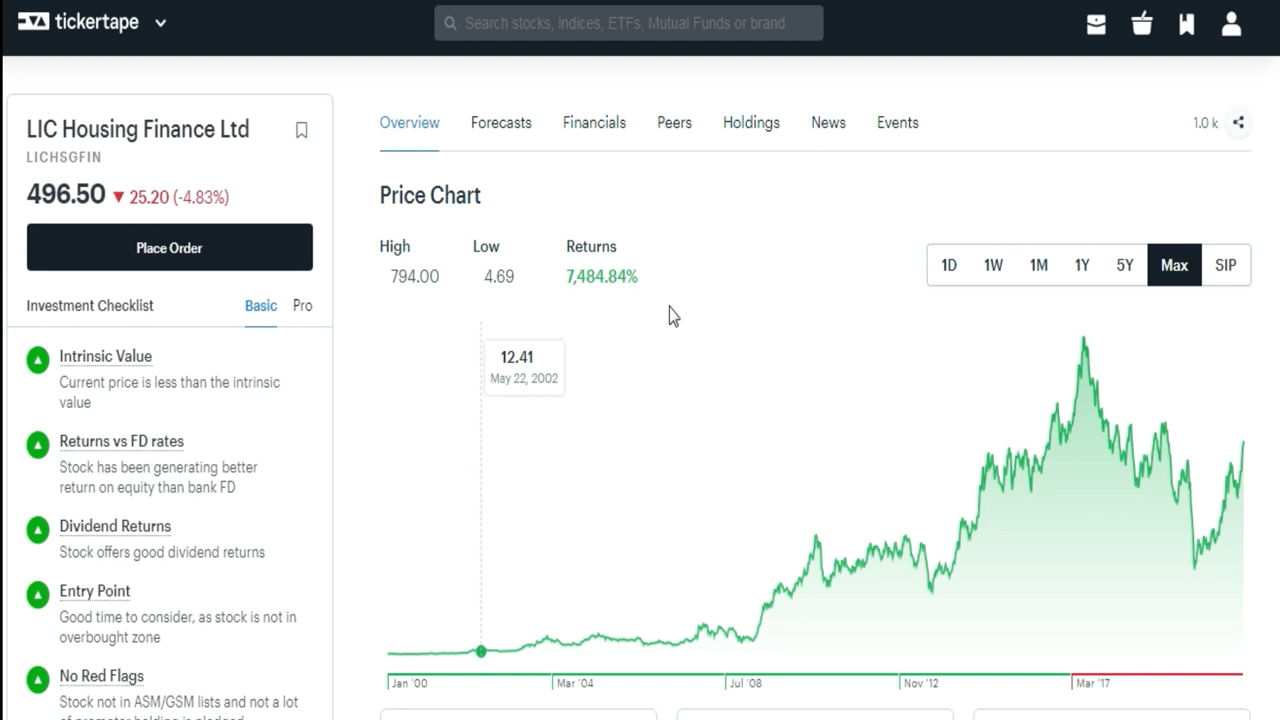 tickertape
Search stocks, indices, ETFs, Mutual Funds or brand
LIC Housing Finance Ltd
LICHSGFIN
496.50 ▼ 25.20 (-4.83%)
Place Order
Investment Checklist Basic Pro
Intrinsic Value
Current price is less than the intrinsic
value
Returns vs FD rates
Stock has been generating better
return on equity than bank FD
Dividend Returns
Stock offers good dividend returns
Entry Point
Good time to consider, as stock is not in
overbought zone
No Red Flags
Stock not in ASM/GSM lists and not a lot
of promoter holding is pledged
Overview Forecasts Financials Peers Holdings News Events 1.0 k
Price Chart
High Low Returns
794.00 4.69 7,484.84%
1D 1W 1M 1Y 5Y Max SIP
12.41
May 22, 2002
Jan '00 Mar '04 Jul '08 Nov '12 Mar '17